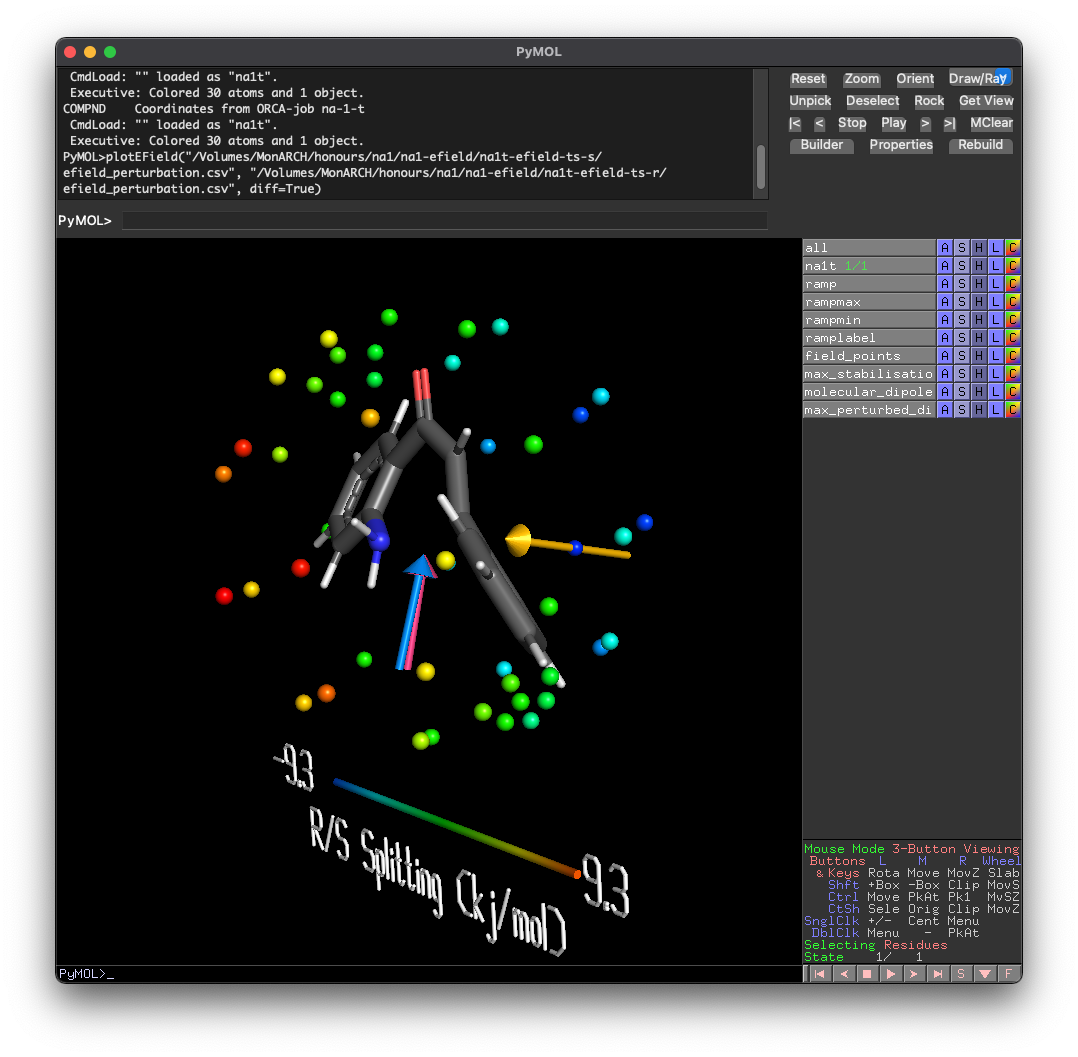 PyMOL
CmdLoad: "" loaded as "na1t".
Executive: Colored 30 atoms and 1 object.
COMPND    Coordinates from ORCA-job na-1-t
CmdLoad: "" loaded as "na1t".
Executive: Colored 30 atoms and 1 object.
PyMOL>plotEField("/Volumes/MonARCH/honours/na1/na1-efield/na1t-efield-ts-s/
efield_perturbation.csv", "/Volumes/MonARCH/honours/na1/na1-efield/na1t-efield-ts-r/
efield_perturbation.csv", diff=True)
Reset Zoom Orient Draw/Ray
Unpick Deselect Rock Get View
|< < Stop Play > >| MClear
Builder Properties Rebuild
PyMOL>
all A S H L C
na1t 1/1 A S H L C
ramp A S H L C
rampmax A S H L C
rampmin A S H L C
ramplabel A S H L C
field_points A S H L C
max_stabilisatio A S H L C
molecular_dipole A S H L C
max_perturbed_di A S H L C
-9.3
R/S Splitting (kj/mol)
9.3
Mouse Mode 3-Button Viewing
Buttons L M R Wheel
& Keys Rota Move MovZ Slab
Shft +Box -Box Clip MovS
Ctrl Move PkAt Pk1 MvSZ
CtSh Sele Orig Clip MovZ
SnglClk +/- Cent Menu
DblClk Menu - PkAt
Selecting Residues
State 1/ 1
PyMOL>_
S F